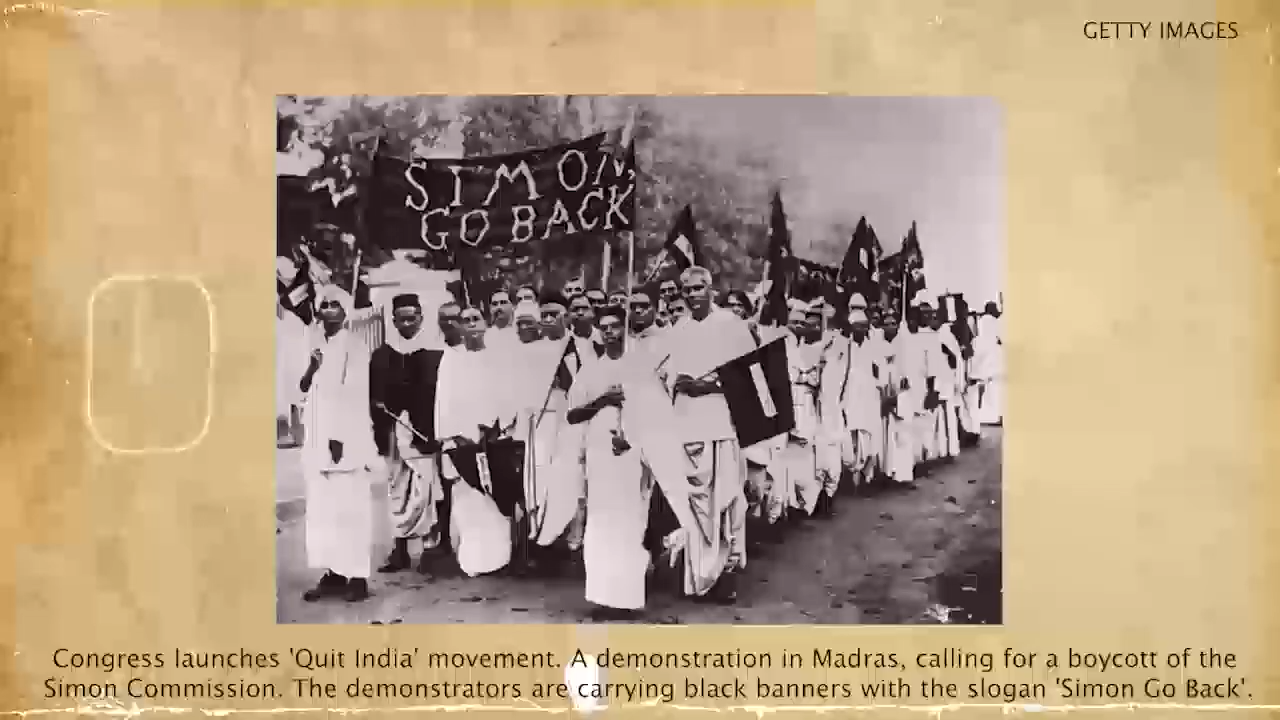 GETTY IMAGES
SIMON,
GO BACK
Congress launches 'Quit India' movement. A demonstration in Madras, calling for a boycott of the
Simon Commission. The demonstrators are carrying black banners with the slogan 'Simon Go Back'.